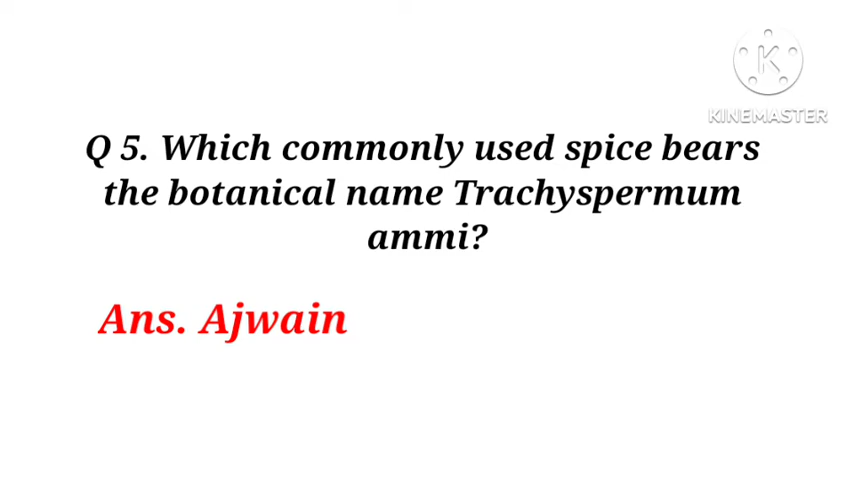 KINEMASTER
Q 5. Which commonly used spice bears
the botanical name Trachyspermum
ammi?
Ans. Ajwain